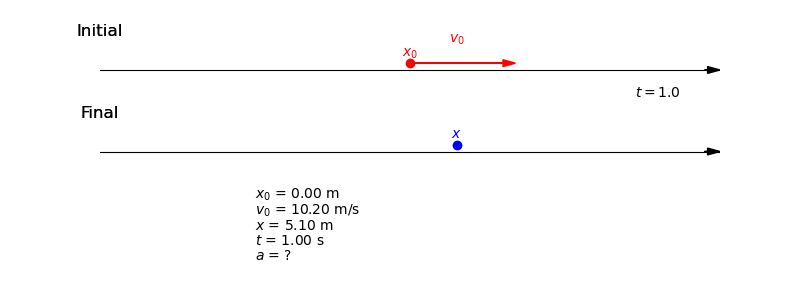 Initial
v₀
x₀
t = 1.0
Final
x
x₀ = 0.00 m
v₀ = 10.20 m/s
x = 5.10 m
t = 1.00 s
a = ?